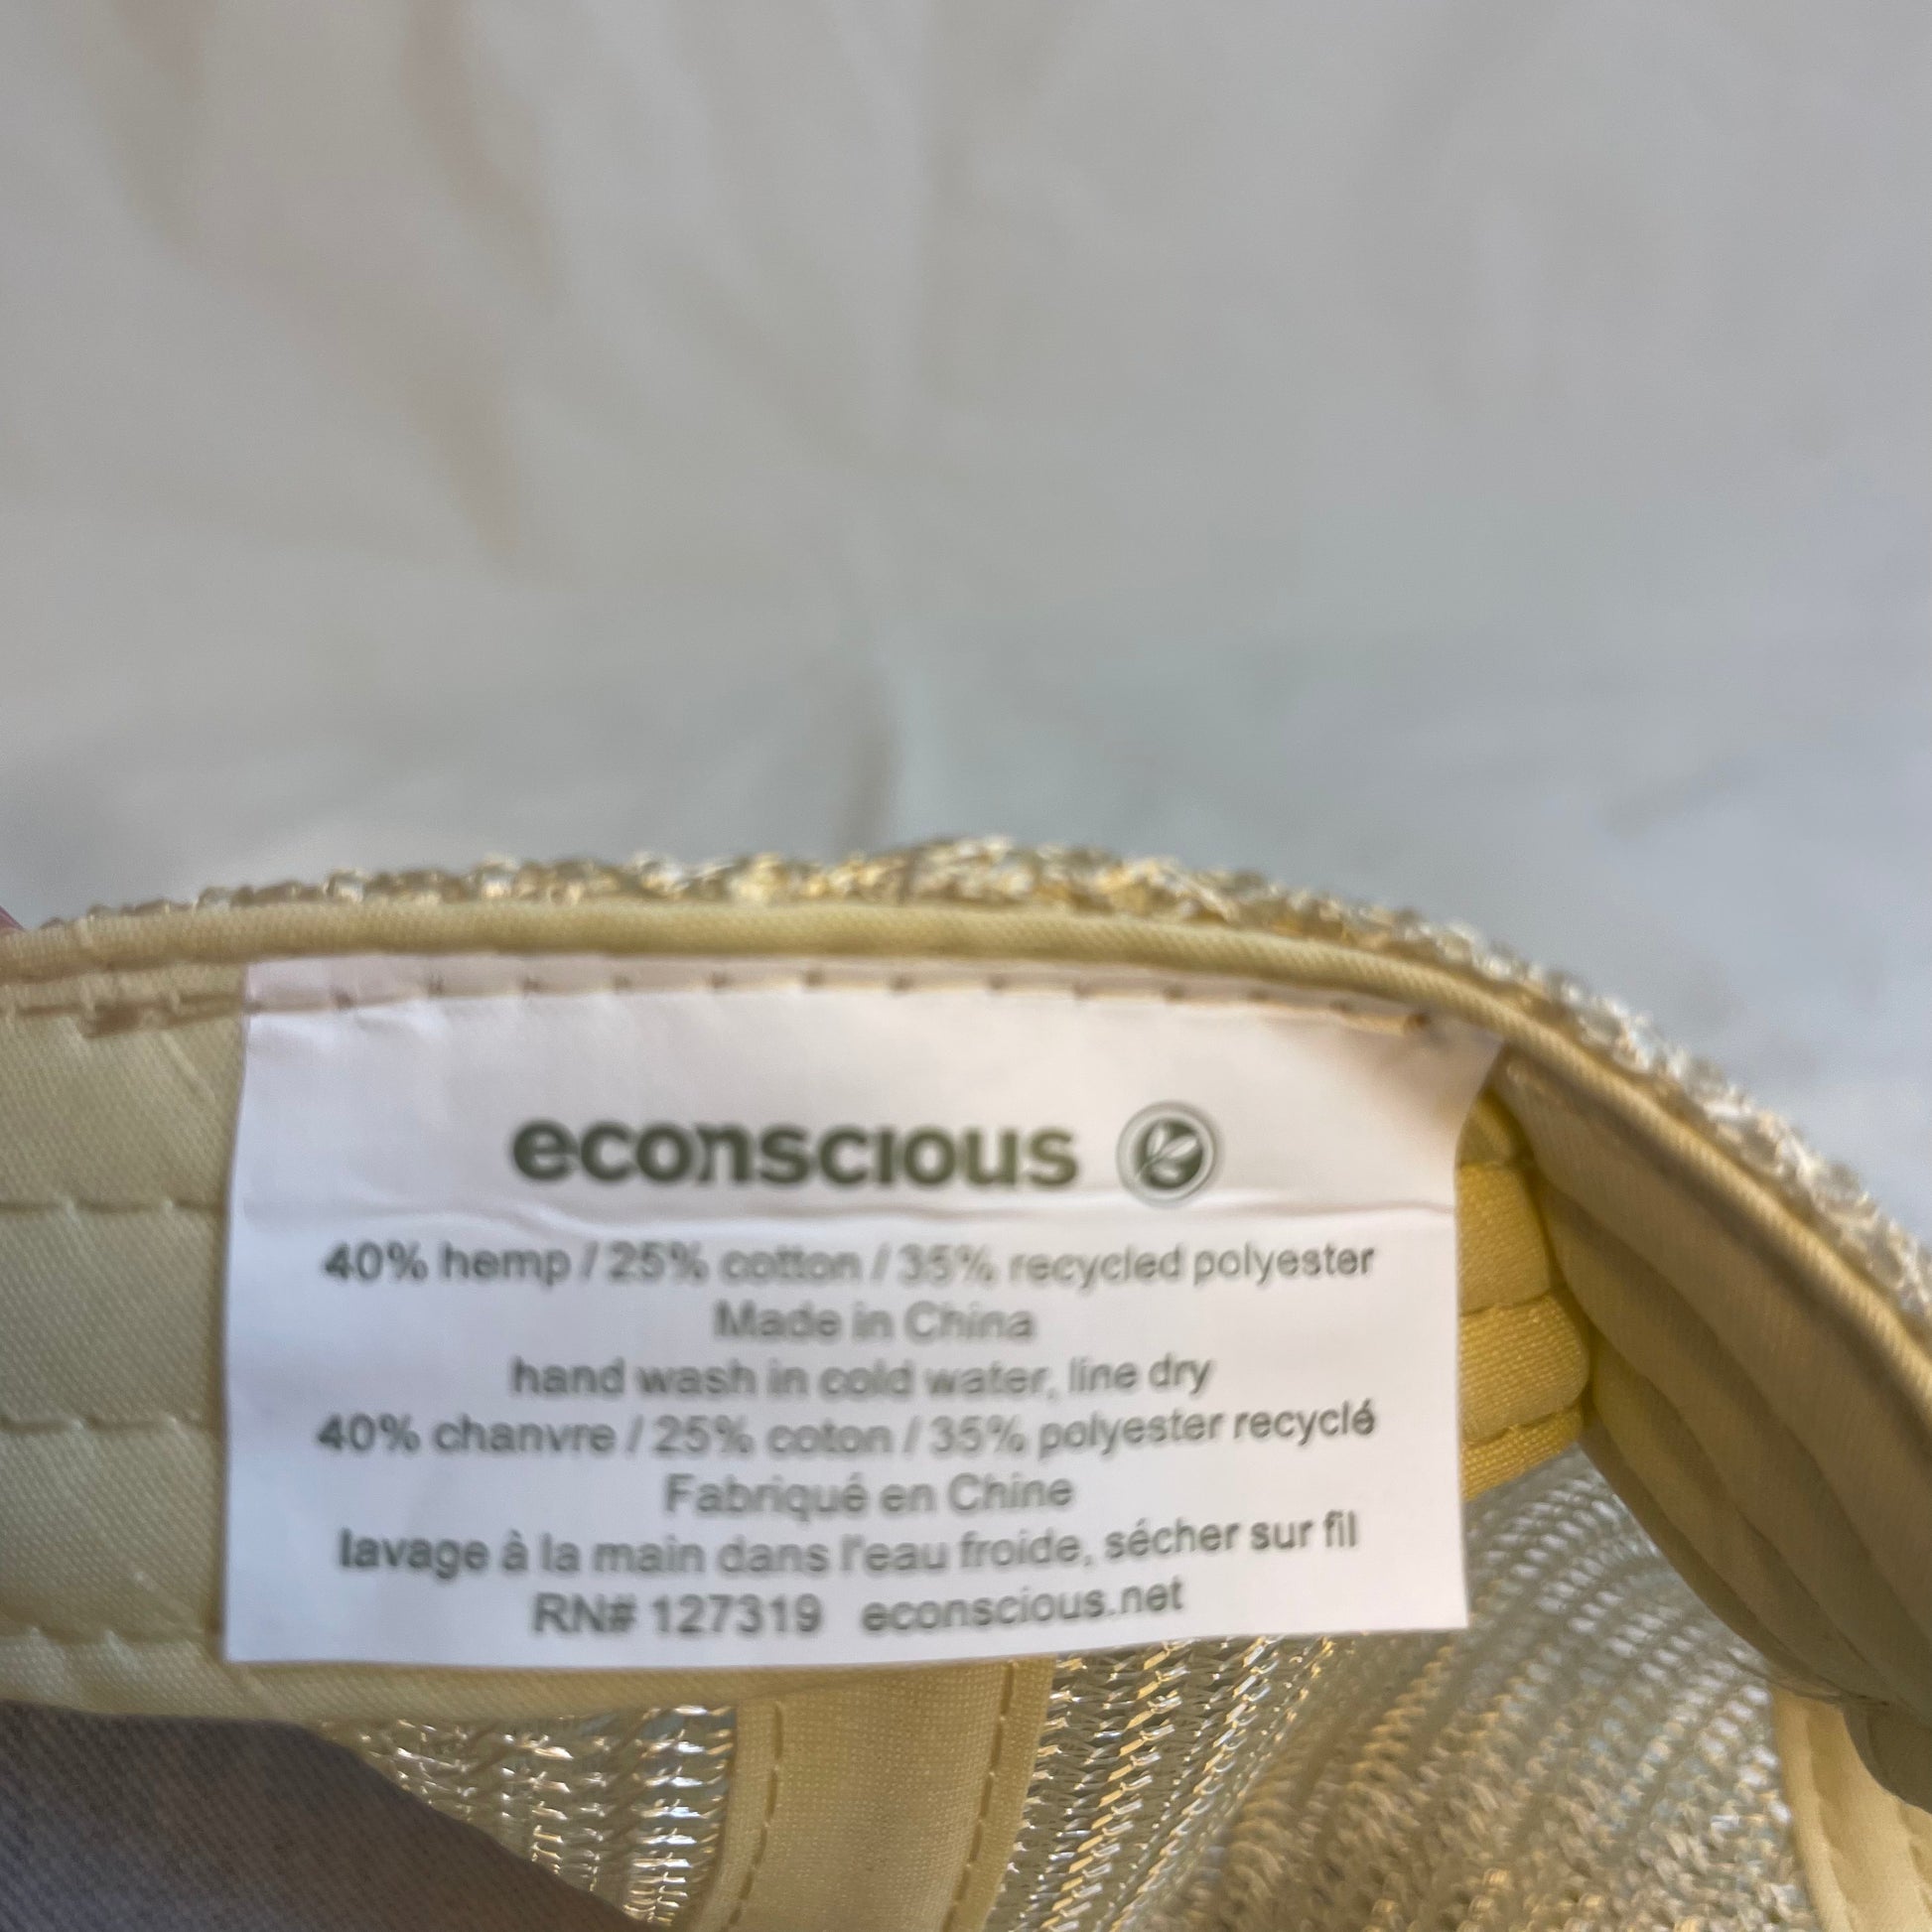 econscious
40% hemp / 25% cotton / 35% recycled polyester
Made in China
hand wash in cold water, line dry
40% chanvre / 25% coton / 35% polyester recyclé
Fabriqué en Chine
lavage à la main dans l'eau froide, sécher sur fil
RN# 127319 econscious.net